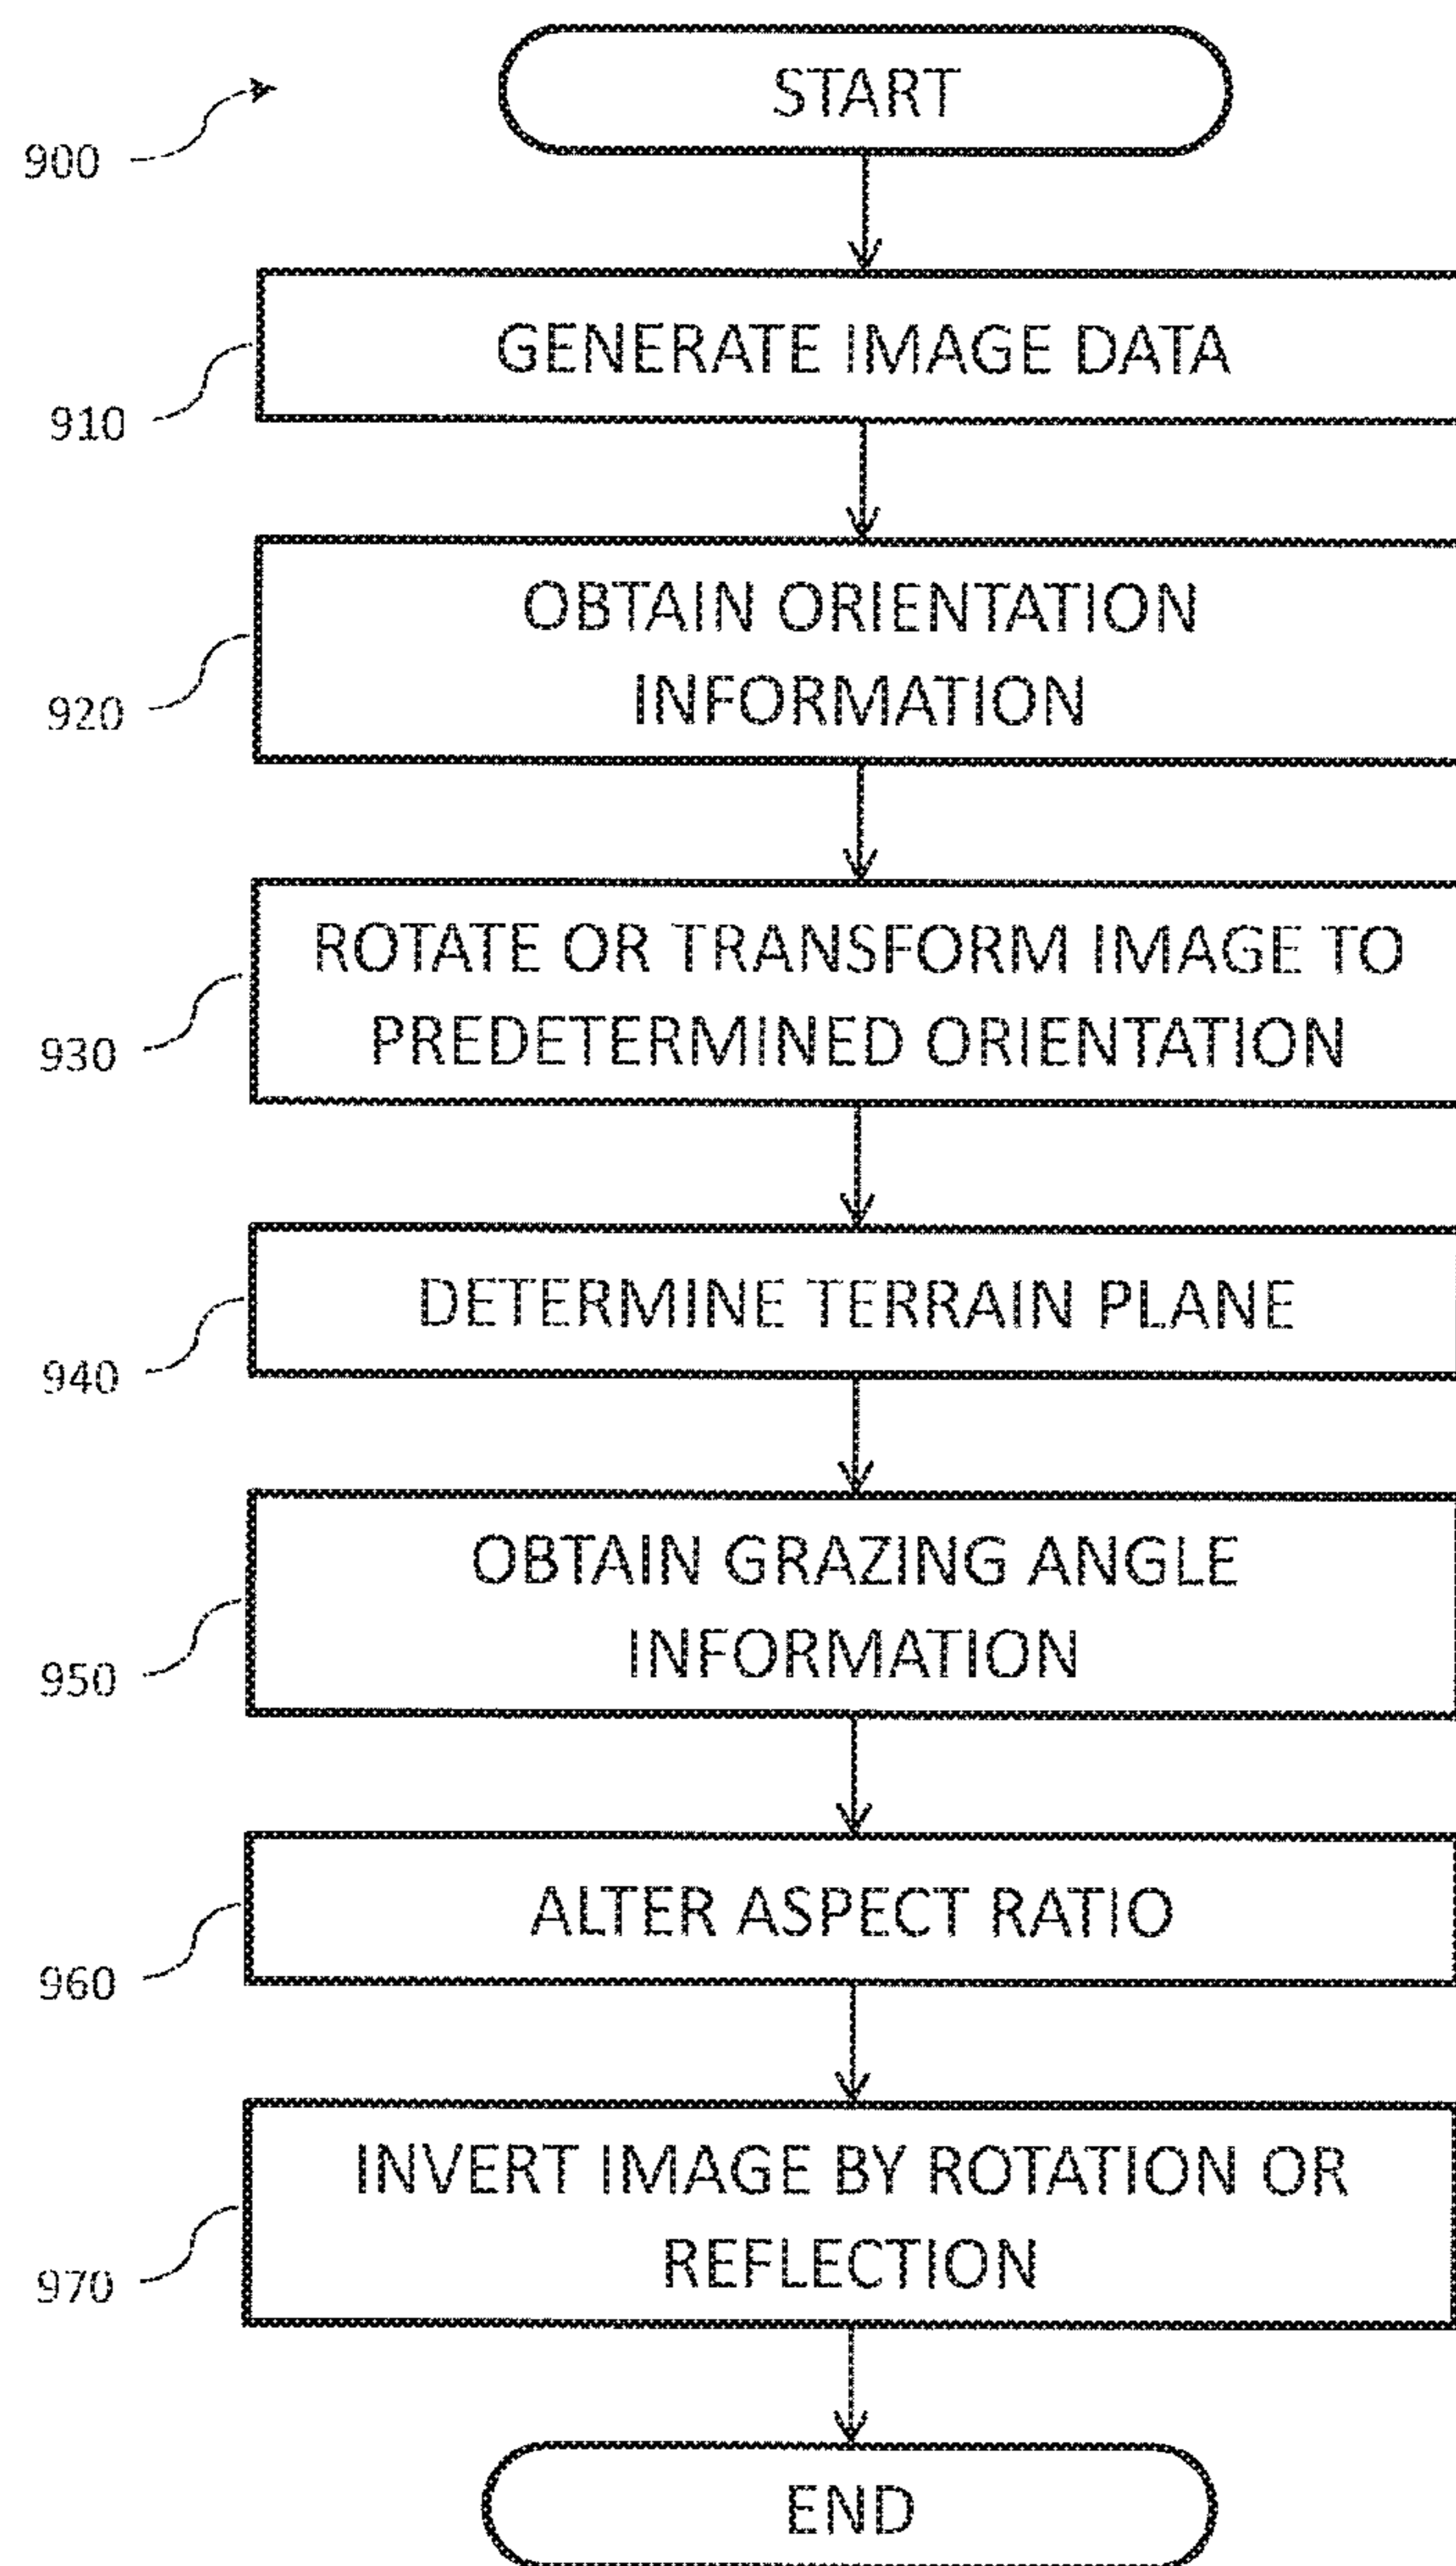 START
900
GENERATE IMAGE DATA
910
OBTAIN ORIENTATION
INFORMATION
920
ROTATE OR TRANSFORM IMAGE TO
PREDETERMINED ORIENTATION
930
DETERMINE TERRAIN PLANE
940
OBTAIN GRAZING ANGLE
INFORMATION
950
ALTER ASPECT RATIO
960
INVERT IMAGE BY ROTATION OR
REFLECTION
970
END